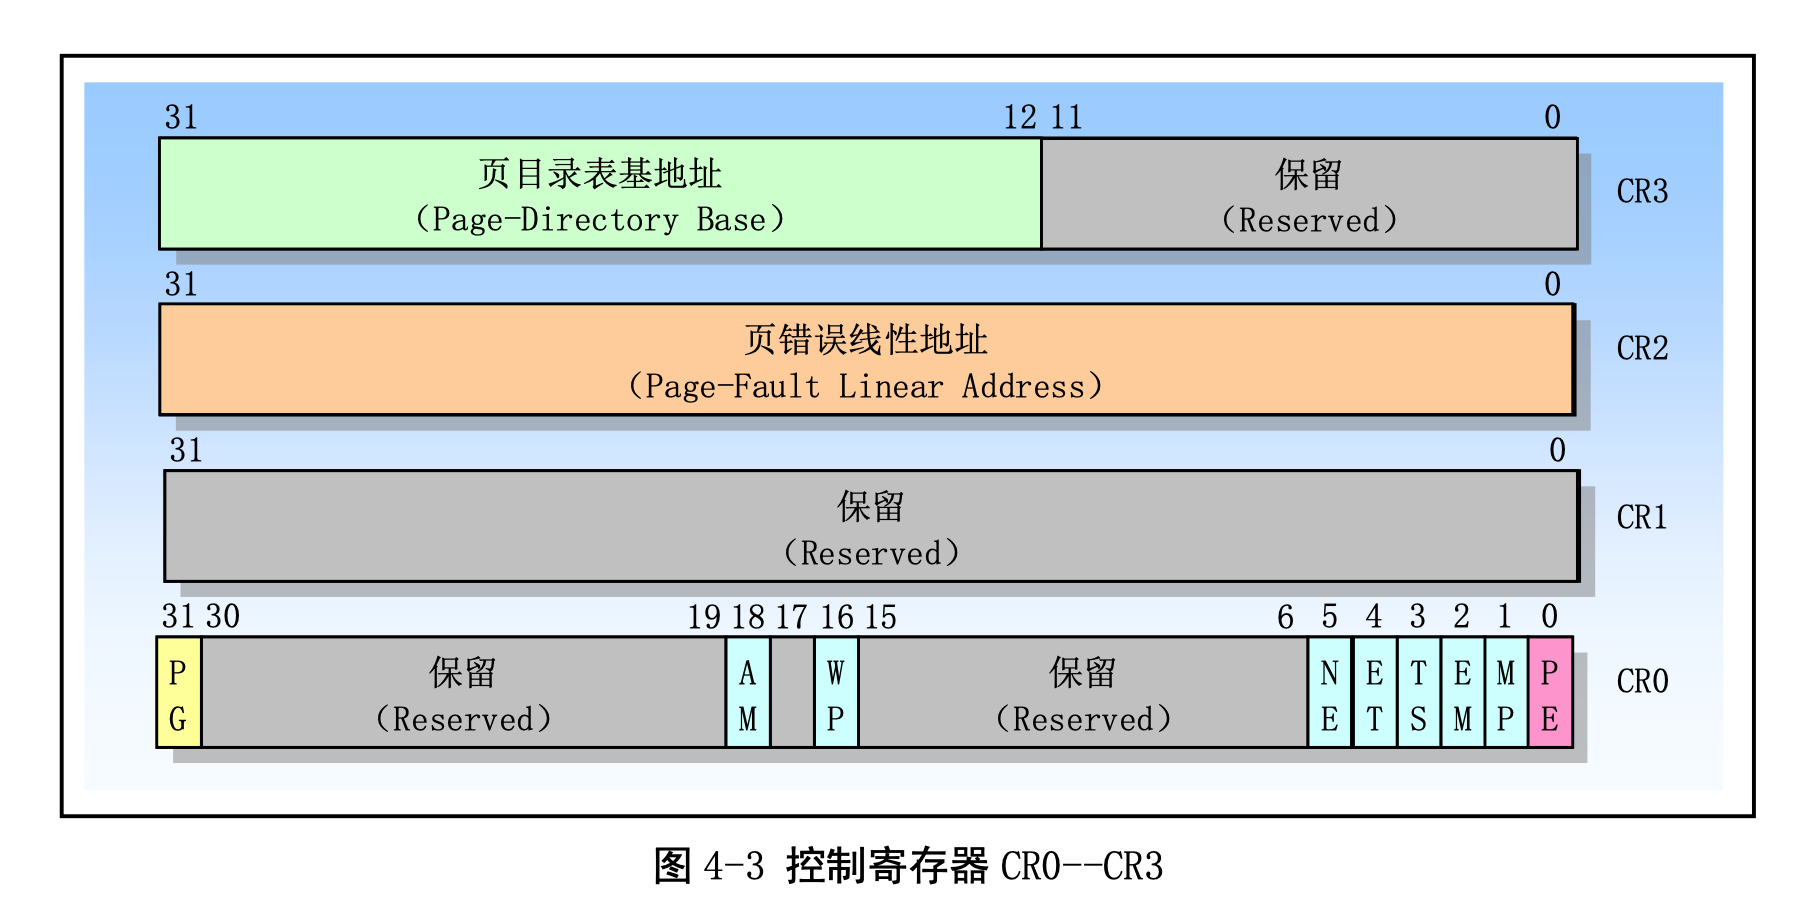 31 12 11 0
页目录表基地址 保留 CR3
（Page-Directory Base） （Reserved）
31 0
页错误线性地址 CR2
（Page-Fault Linear Address）
31 0
保留 CR1
（Reserved）
31 30 19 18 17 16 15 6 5 4 3 2 1 0
PG 保留 AM WP 保留 NE ET TS EM MP PE CR0
（Reserved） （Reserved）
图 4-3 控制寄存器 CR0--CR3